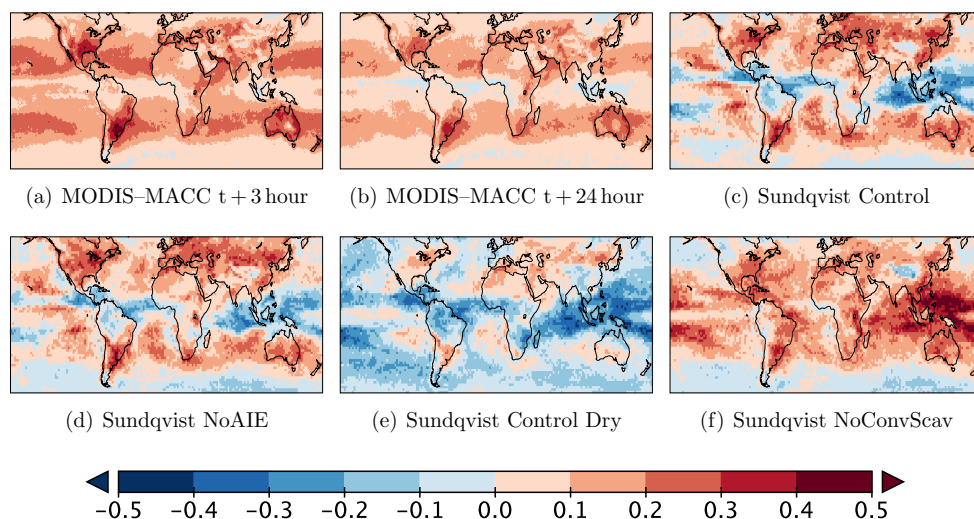 (a) MODIS–MACC t + 3 hour
(b) MODIS–MACC t + 24 hour
(c) Sundqvist Control
(d) Sundqvist NoAIE
(e) Sundqvist Control Dry
(f) Sundqvist NoConvScav
−0.5 −0.4 −0.3 −0.2 −0.1 0.0 0.1 0.2 0.3 0.4 0.5